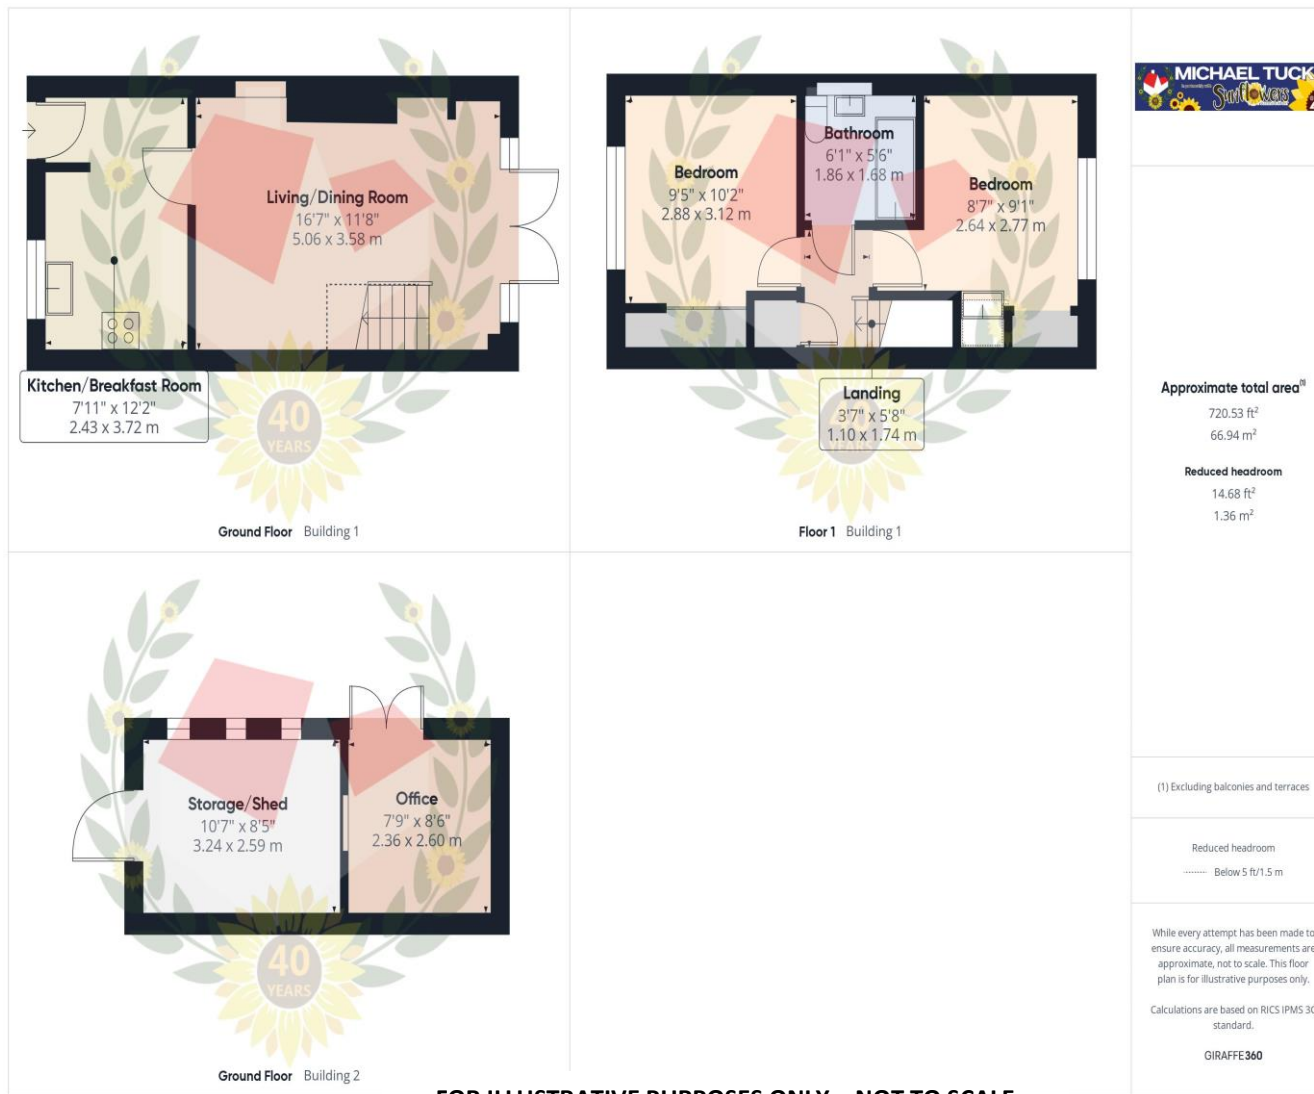 Living/Dining Room
16'7" x 11'8"
5.06 x 3.58 m
Kitchen/Breakfast Room
7'11" x 12'2"
2.43 x 3.72 m
40
YEARS
Ground Floor Building 1
Bedroom
9'5" x 10'2"
2.88 x 3.12 m
Bathroom
6'1" x 5'6"
1.86 x 1.68 m
Bedroom
8'7" x 9'1"
2.64 x 2.77 m
Landing
3'7" x 5'8"
1.10 x 1.74 m
40
YEARS
Floor 1 Building 1
Storage/Shed
10'7" x 8'5"
3.24 x 2.59 m
Office
7'9" x 8'6"
2.36 x 2.60 m
40
YEARS
Ground Floor Building 2
MICHAEL TUCK
Sunflowers
Approximate total area(1)
720.53 ft²
66.94 m²
Reduced headroom
14.68 ft²
1.36 m²
(1) Excluding balconies and terraces
Reduced headroom
Below 5 ft/1.5 m
While every attempt has been made to
ensure accuracy, all measurements are
approximate, not to scale. This floor
plan is for illustrative purposes only.
Calculations are based on RICS IPMS 3C
standard.
GIRAFFE360
FOR ILLUSTRATIVE PURPOSES ONLY – NOT TO SCALE